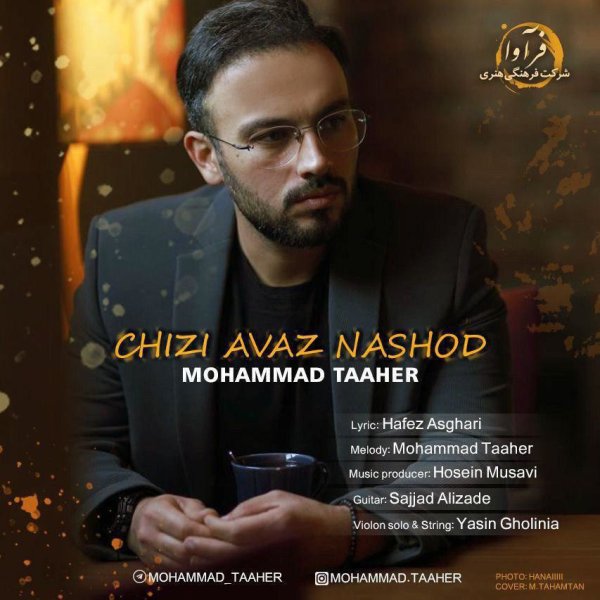 فرآوا
شرکت فرهنگی هنری
CHIZI AVAZ NASHOD
MOHAMMAD TAAHER
Lyric: Hafez Asghari
Melody: Mohammad Taaher
Music producer: Hosein Musavi
Guitar: Sajjad Alizade
Violon solo & String: Yasin Gholinia
MOHAMMAD_TAAHER
MOHAMMAD.TAAHER
PHOTO: HANAIIIII
COVER: M.TAHAMTAN